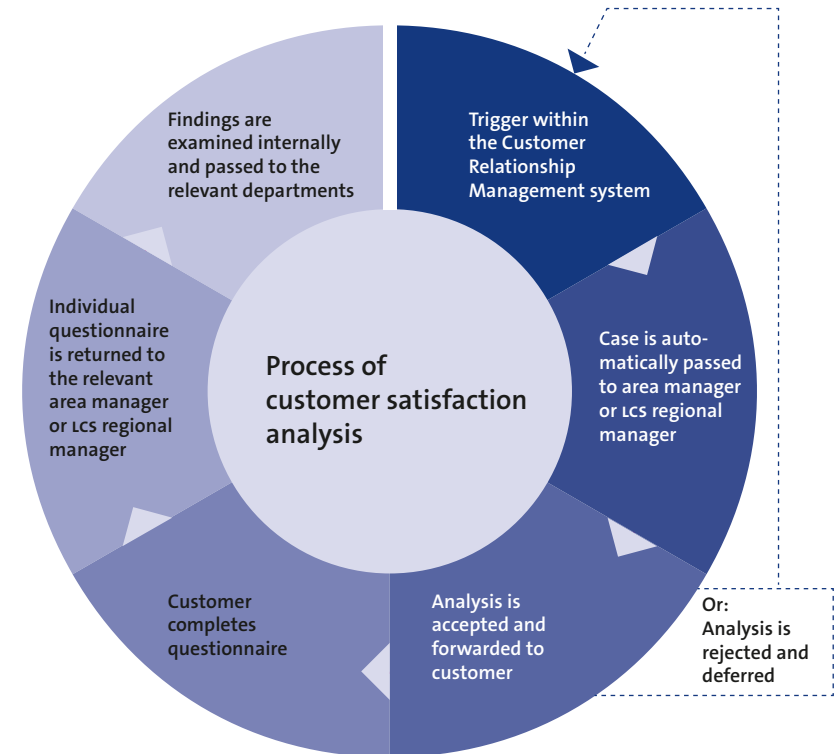 Process of
customer satisfaction
analysis
Trigger within
the Customer
Relationship
Management system
Case is auto-
matically passed
to area manager
or LCS regional
manager
Analysis is
accepted and
forwarded to
customer
Or:
Analysis is
rejected and
deferred
Customer
completes
questionnaire
Individual
questionnaire
is returned to
the relevant
area manager
or LCS regional
manager
Findings are
examined internally
and passed to the
relevant departments